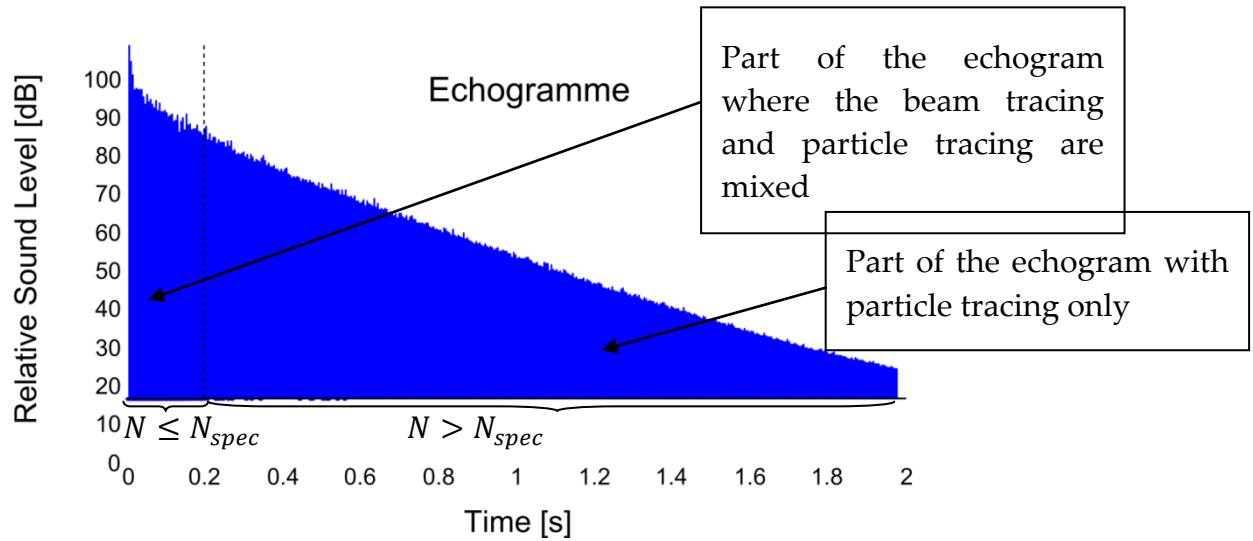 Echogramme
Part of the echogram
where the beam tracing
and particle tracing are
mixed
Part of the echogram with
particle tracing only
Relative Sound Level [dB]
100
90
80
70
60
50
40
30
20
10
0
N ≤ N_spec
N > N_spec
0 0.2 0.4 0.6 0.8 1 1.2 1.4 1.6 1.8 2
Time [s]